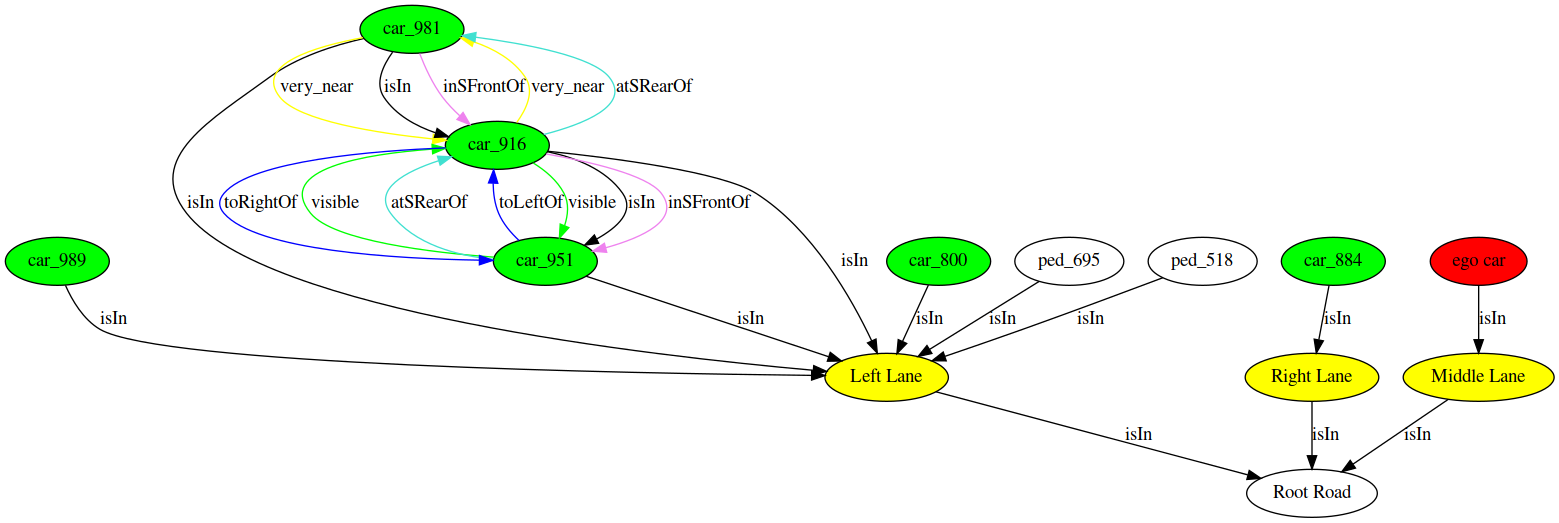 car_981
very_near
isIn
inSFrontOf
very_near
atSRearOf
car_916
isIn
toRightOf
visible
atSRearOf
toLeftOf
visible
isIn
inSFrontOf
car_989
car_951
isIn
car_800
ped_695
ped_518
car_884
ego car
isIn
isIn
isIn
isIn
isIn
isIn
isIn
Left Lane
Right Lane
Middle Lane
isIn
isIn
isIn
Root Road